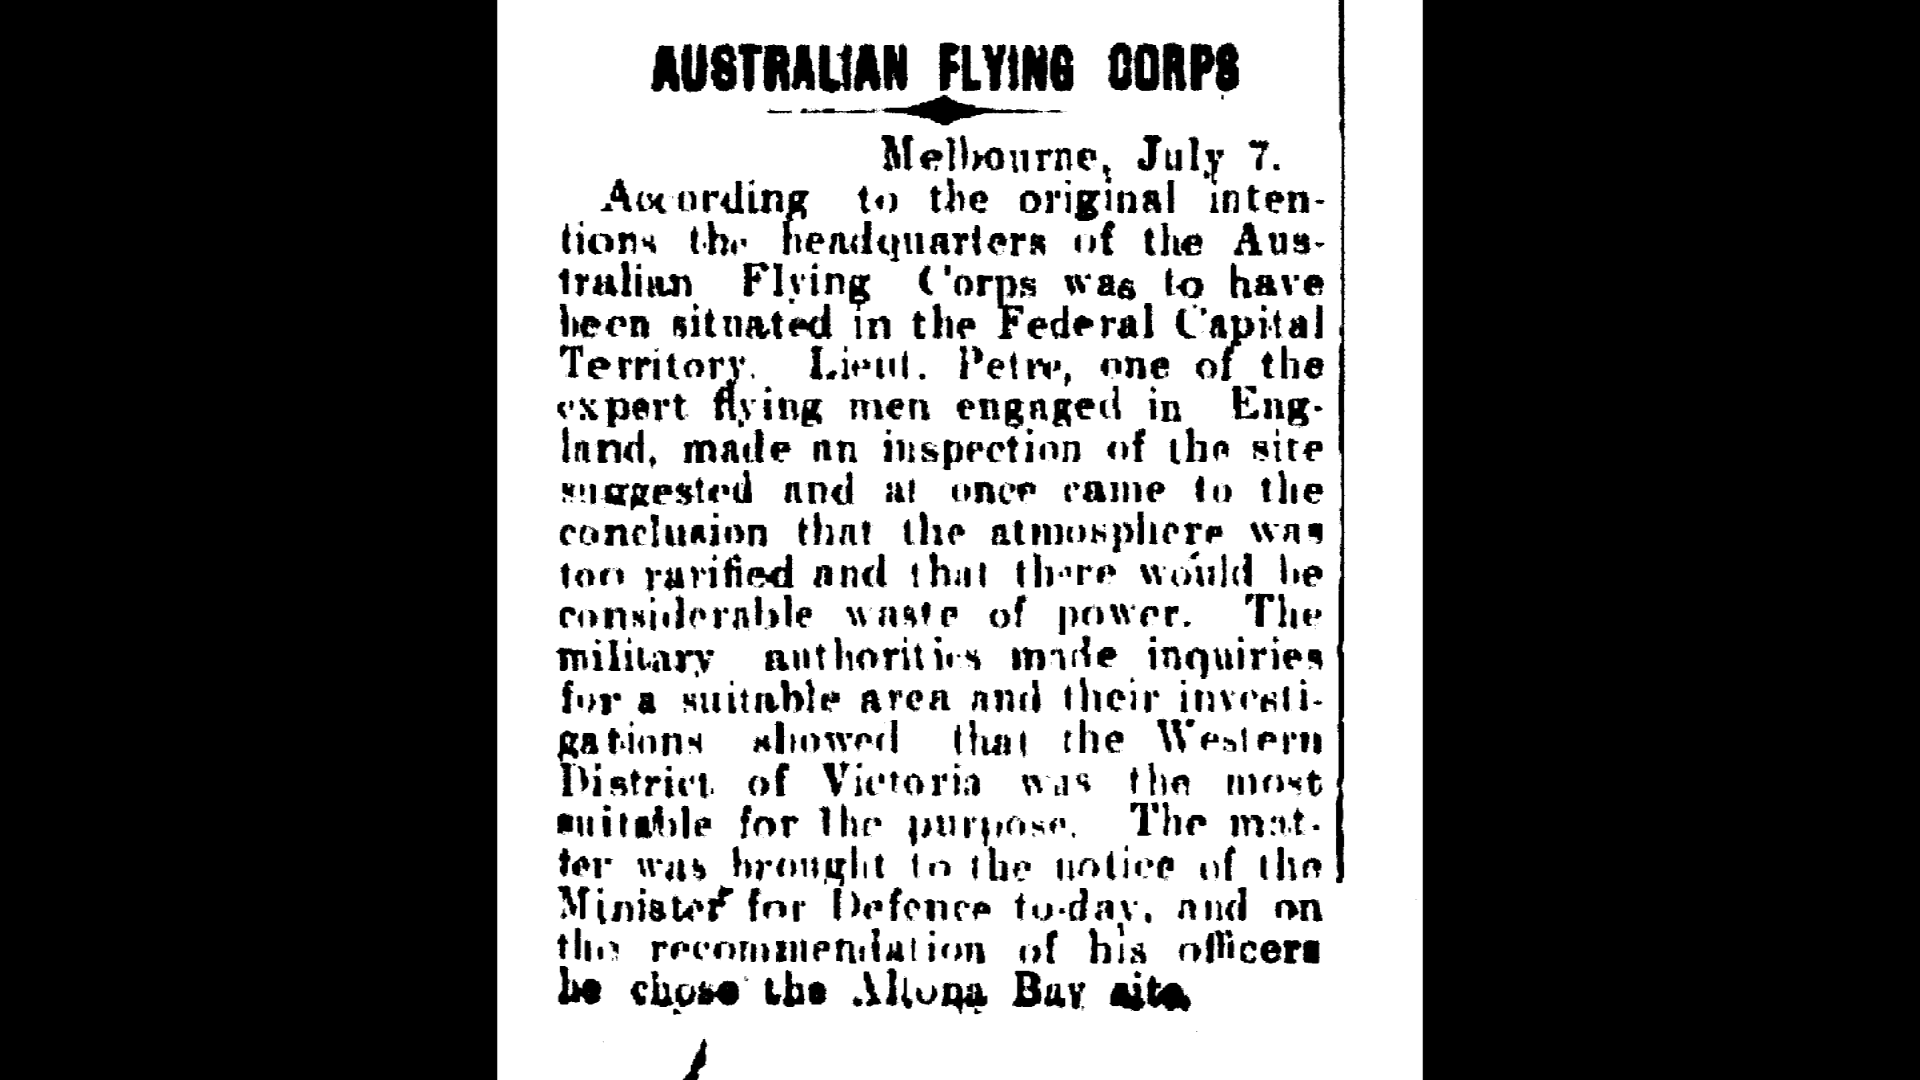 AUSTRALIAN FLYING CORPS
Melbourne, July 7.
According to the original inten-
tions the headquarters of the Aus-
tralian Flying Corps was to have
been situated in the Federal Capital
Territory. Lieut. Petre, one of the
expert flying men engaged in Eng-
land, made an inspection of the site
suggested and at once came to the
conclusion that the atmosphere was
too rarified and that there would be
considerable waste of power. The
military authorities made inquiries
for a suitable area and their investi-
gations showed that the Western
District of Victoria was the most
suitable for the purpose. The mat-
ter was brought to the notice of the
Minister for Defence to-day, and on
the recommendation of his officers
he chose the Altona Bay site.